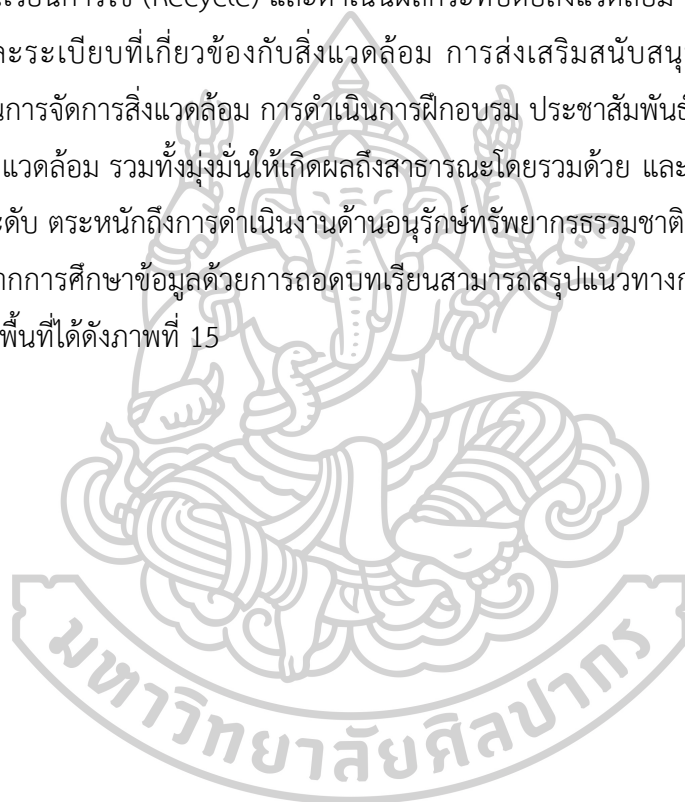 นเวียนการใช้ (Recycle) และดำเนินผลกระทบต่อสิ่งแวดล้อม
ละระเบียบที่เกี่ยวข้องกับสิ่งแวดล้อม การส่งเสริมสนับสนุ
นการจัดการสิ่งแวดล้อม การดำเนินการฝึกอบรม ประชาสัมพันธ์
แวดล้อม รวมทั้งมุ่งมั่นให้เกิดผลถึงสาธารณะโดยรวมด้วย และ
ะดับ ตระหนักถึงการดำเนินงานด้านอนุรักษ์ทรัพยากรธรรมชาติ
ากการศึกษาข้อมูลด้วยการถอดบทเรียนสามารถสรุปแนวทางก
พื้นที่ได้ดังภาพที่ 15
มหาวิทยาลัยศิลปากร